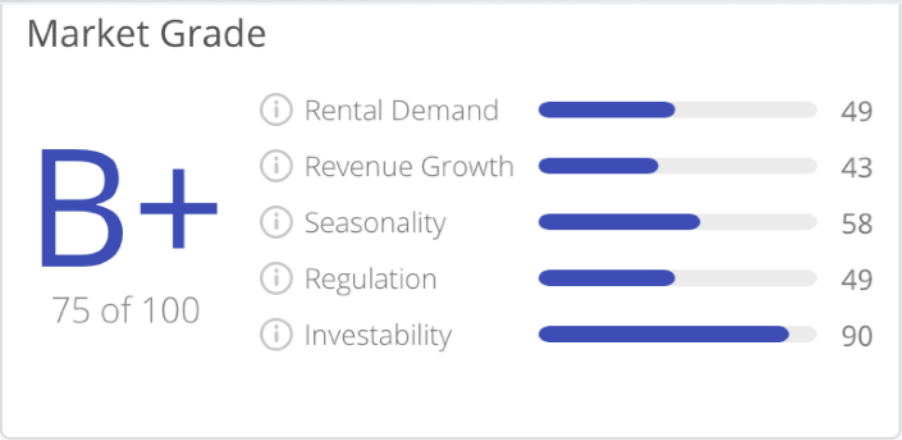 Market Grade
B+
75 of 100
Rental Demand 49
Revenue Growth 43
Seasonality 58
Regulation 49
Investability 90